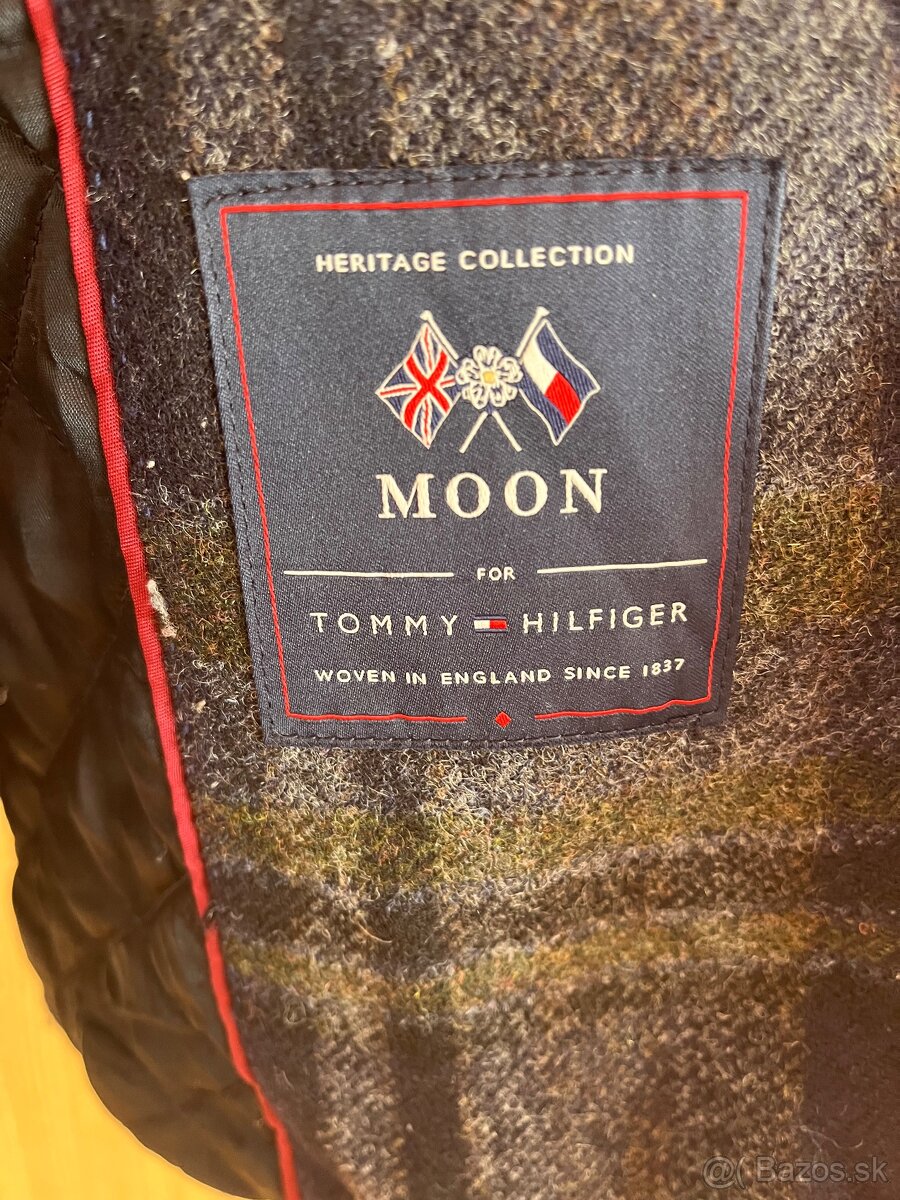 HERITAGE COLLECTION
MOON
FOR
TOMMY HILFIGER
WOVEN IN ENGLAND SINCE 1837
@( Bazos.sk